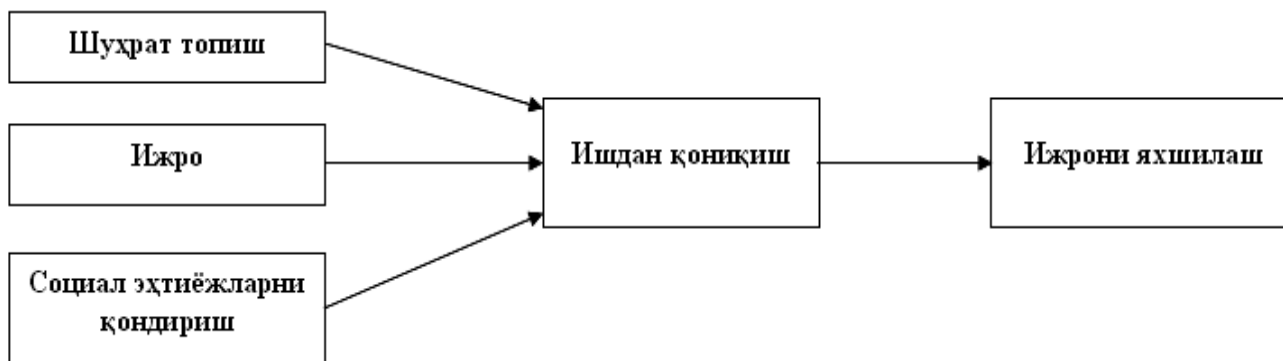 Шуҳрат топиш
Ижро
Социал эҳтиёжларни
қондириш
Ишдан қониқиш
Ижрони яхшилаш